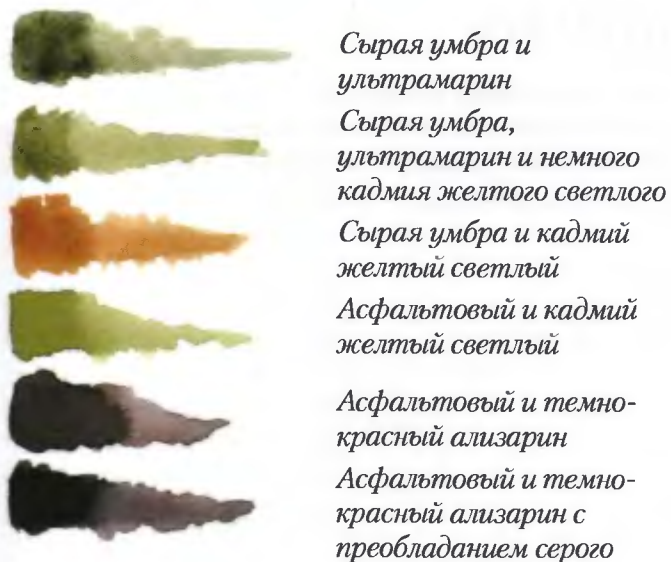 Сырая умбра и
ультрамарин
Сырая умбра,
ультрамарин и немного
кадмия желтого светлого
Сырая умбра и кадмий
желтый светлый
Асфальтовый и кадмий
желтый светлый
Асфальтовый и темно-
красный ализарин
Асфальтовый и темно-
красный ализарин с
преобладанием серого